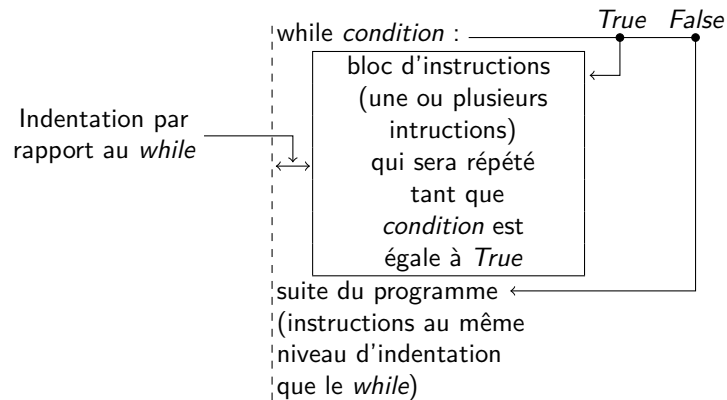 True False
while condition :
bloc d'instructions
(une ou plusieurs
intructions)
qui sera répété
tant que
condition est
égale à True
Indentation par
rapport au while
suite du programme
(instructions au même
niveau d'indentation
que le while)